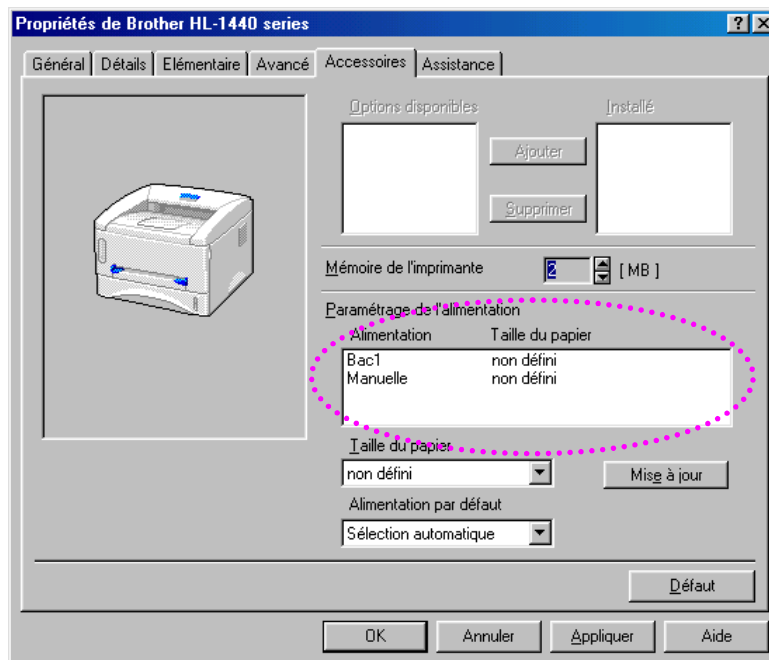 Propriétés de Brother HL-1440 series
Général Détails Elémentaire Avancé Accessoires Assistance
Options disponibles Installé
Ajouter
Supprimer
Mémoire de l'imprimante 2 [ MB ]
Paramétrage de l'alimentation
Alimentation Taille du papier
Bac1 non défini
Manuelle non défini
Taille du papier
non défini Mise à jour
Alimentation par défaut
Sélection automatique
Défaut
OK Annuler Appliquer Aide